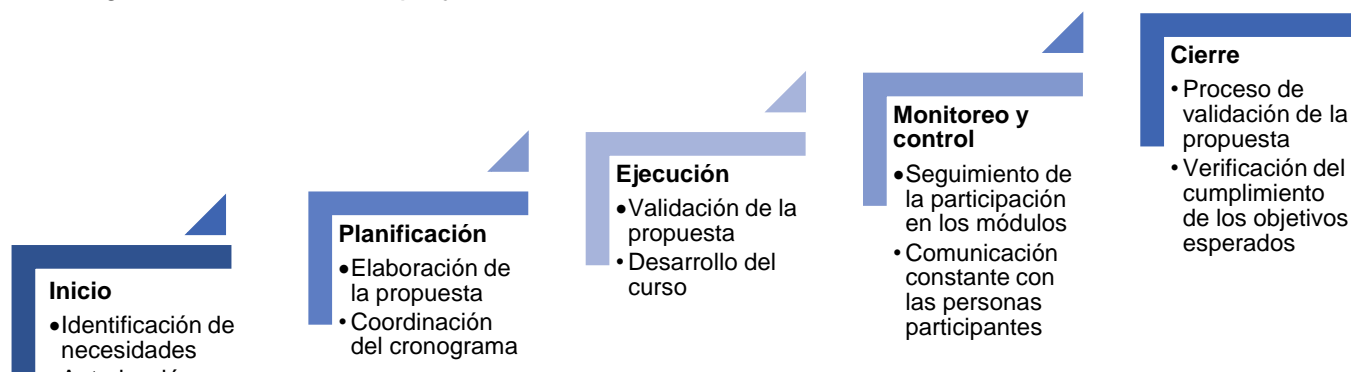 Inicio
•Identificación de
necesidades
Planificación
•Elaboración de
la propuesta
• Coordinación
del cronograma
Ejecución
•Validación de la
propuesta
• Desarrollo del
curso
Monitoreo y
control
•Seguimiento de
la participación
en los módulos
• Comunicación
constante con
las personas
participantes
Cierre
• Proceso de
validación de la
propuesta
• Verificación del
cumplimiento
de los objetivos
esperados